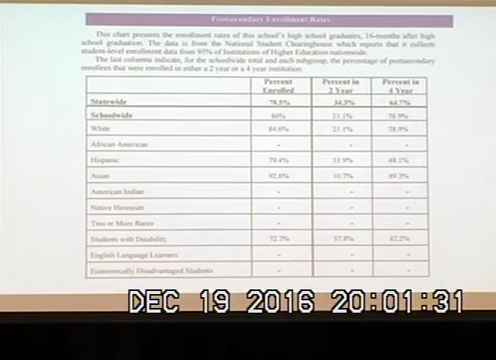 Postsecondary Enrollment Rates
This chart presents the enrollment rates of this school's high school graduates, 16-months after high
school graduation. The data is from the National Student Clearinghouse which reports that it collects
student-level enrollment data from 95% of Institutions of Higher Education nationwide.
The last columns indicate, for the schoolwide total and each subgroup, the percentage of postsecondary
enrollees that were enrolled in either a 2 year or a 4 year institution.
Percent Enrolled Percent in 2 Year Percent in 4 Year
Statewide 78.5% 34.3% 64.7%
Schoolwide 86% 21.1% 78.9%
White 84.6% 21.1% 78.9%
African American - - -
Hispanic 79.4% 51.9% 48.1%
Asian 92.6% 10.7% 89.3%
American Indian - - -
Native Hawaiian - - -
Two or More Races - - -
Students with Disability 72.7% 57.8% 42.2%
English Language Learners - - -
Economically Disadvantaged Students - - -
DEC 19 2016 20:01:31